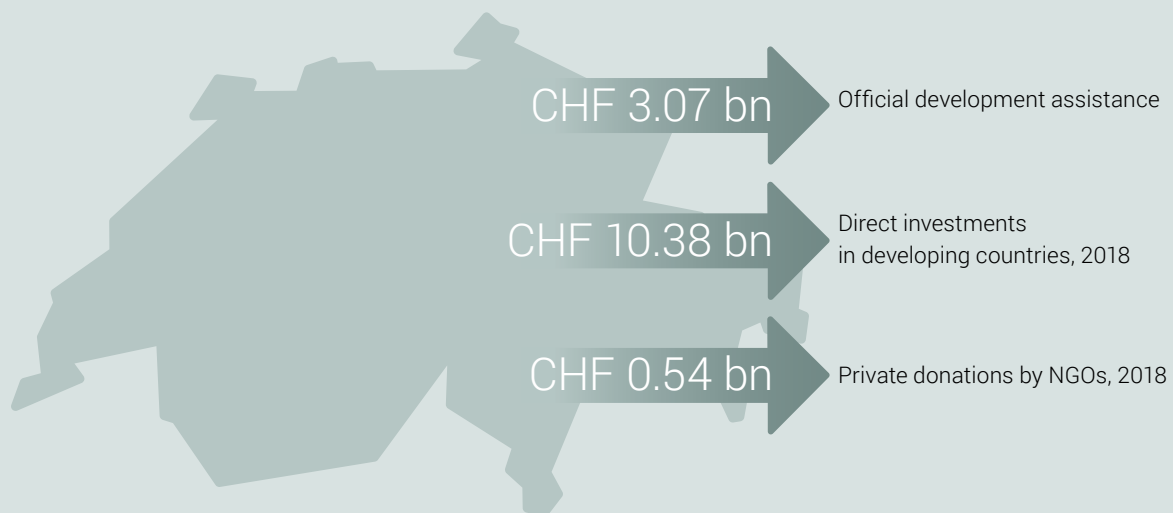 CHF 3.07 bn
Official development assistance
CHF 10.38 bn
Direct investments
in developing countries, 2018
CHF 0.54 bn
Private donations by NGOs, 2018